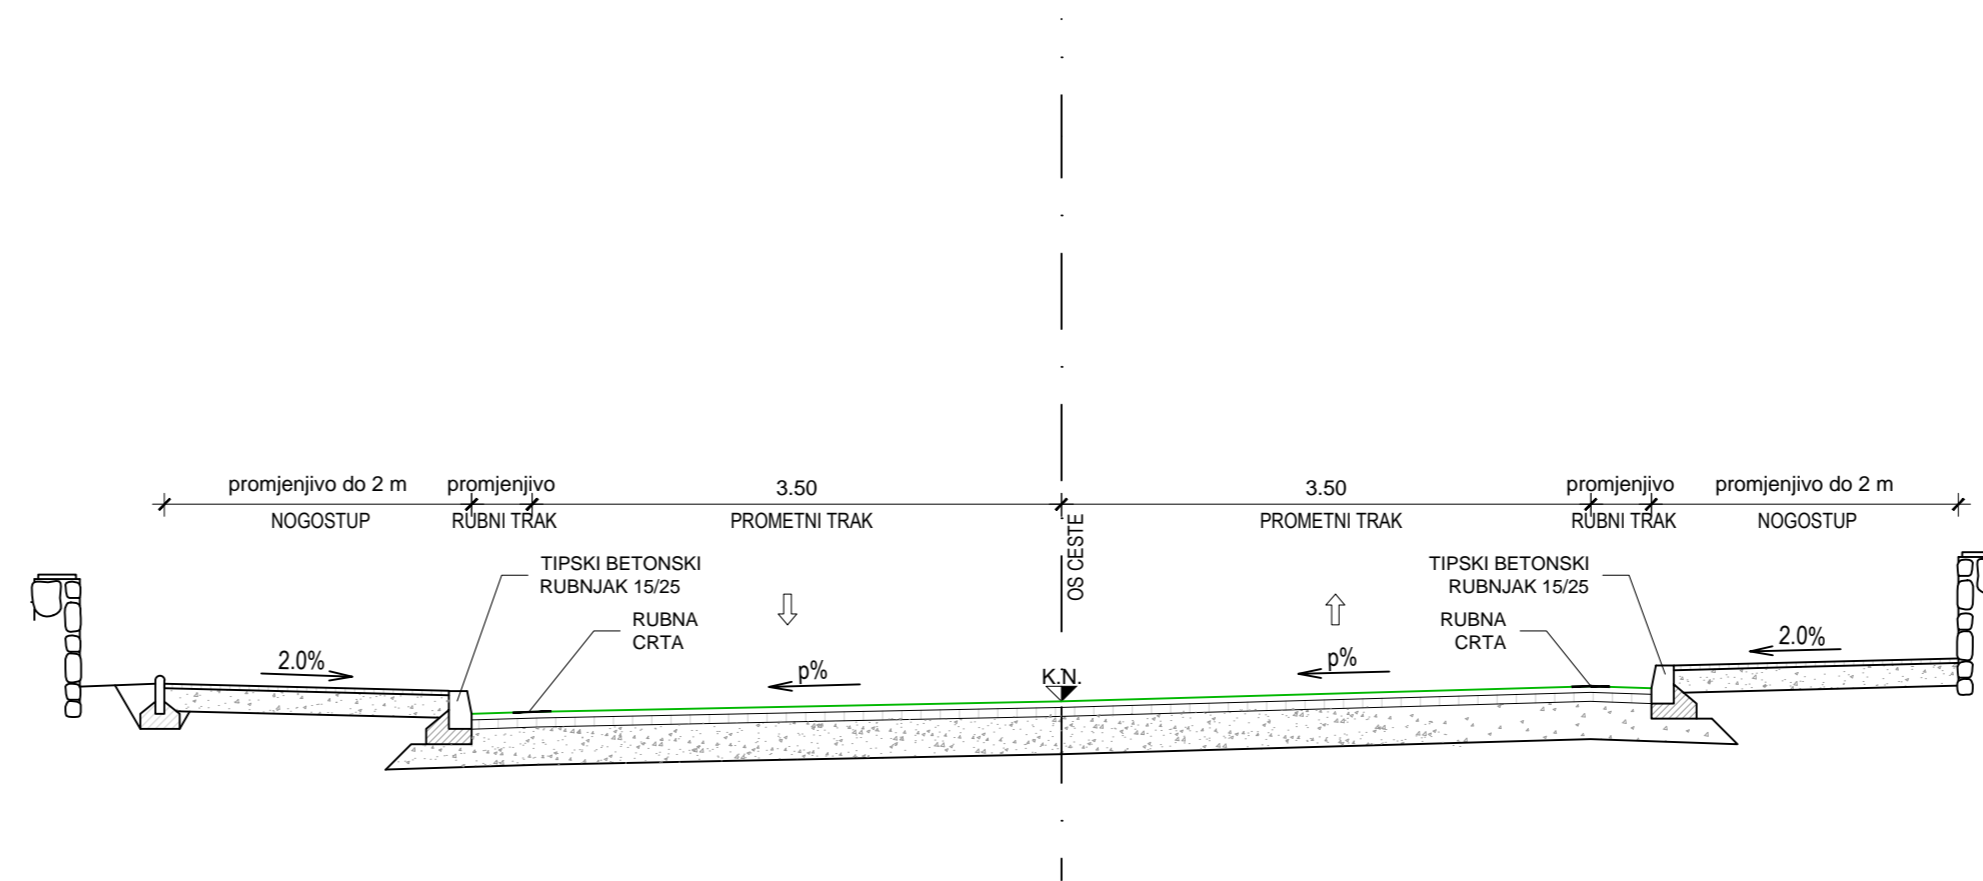 promjenjivo do 2 m promjenjivo 3.50 3.50 promjenjivo promjenjivo do 2 m
NOGOSTUP RUBNI TRAK PROMETNI TRAK PROMETNI TRAK RUBNI TRAK NOGOSTUP
OS CESTE
TIPSKI BETONSKI
RUBNJAK 15/25
TIPSKI BETONSKI
RUBNJAK 15/25
RUBNA
CRTA
RUBNA
CRTA
2.0% p% K.N. p% 2.0%